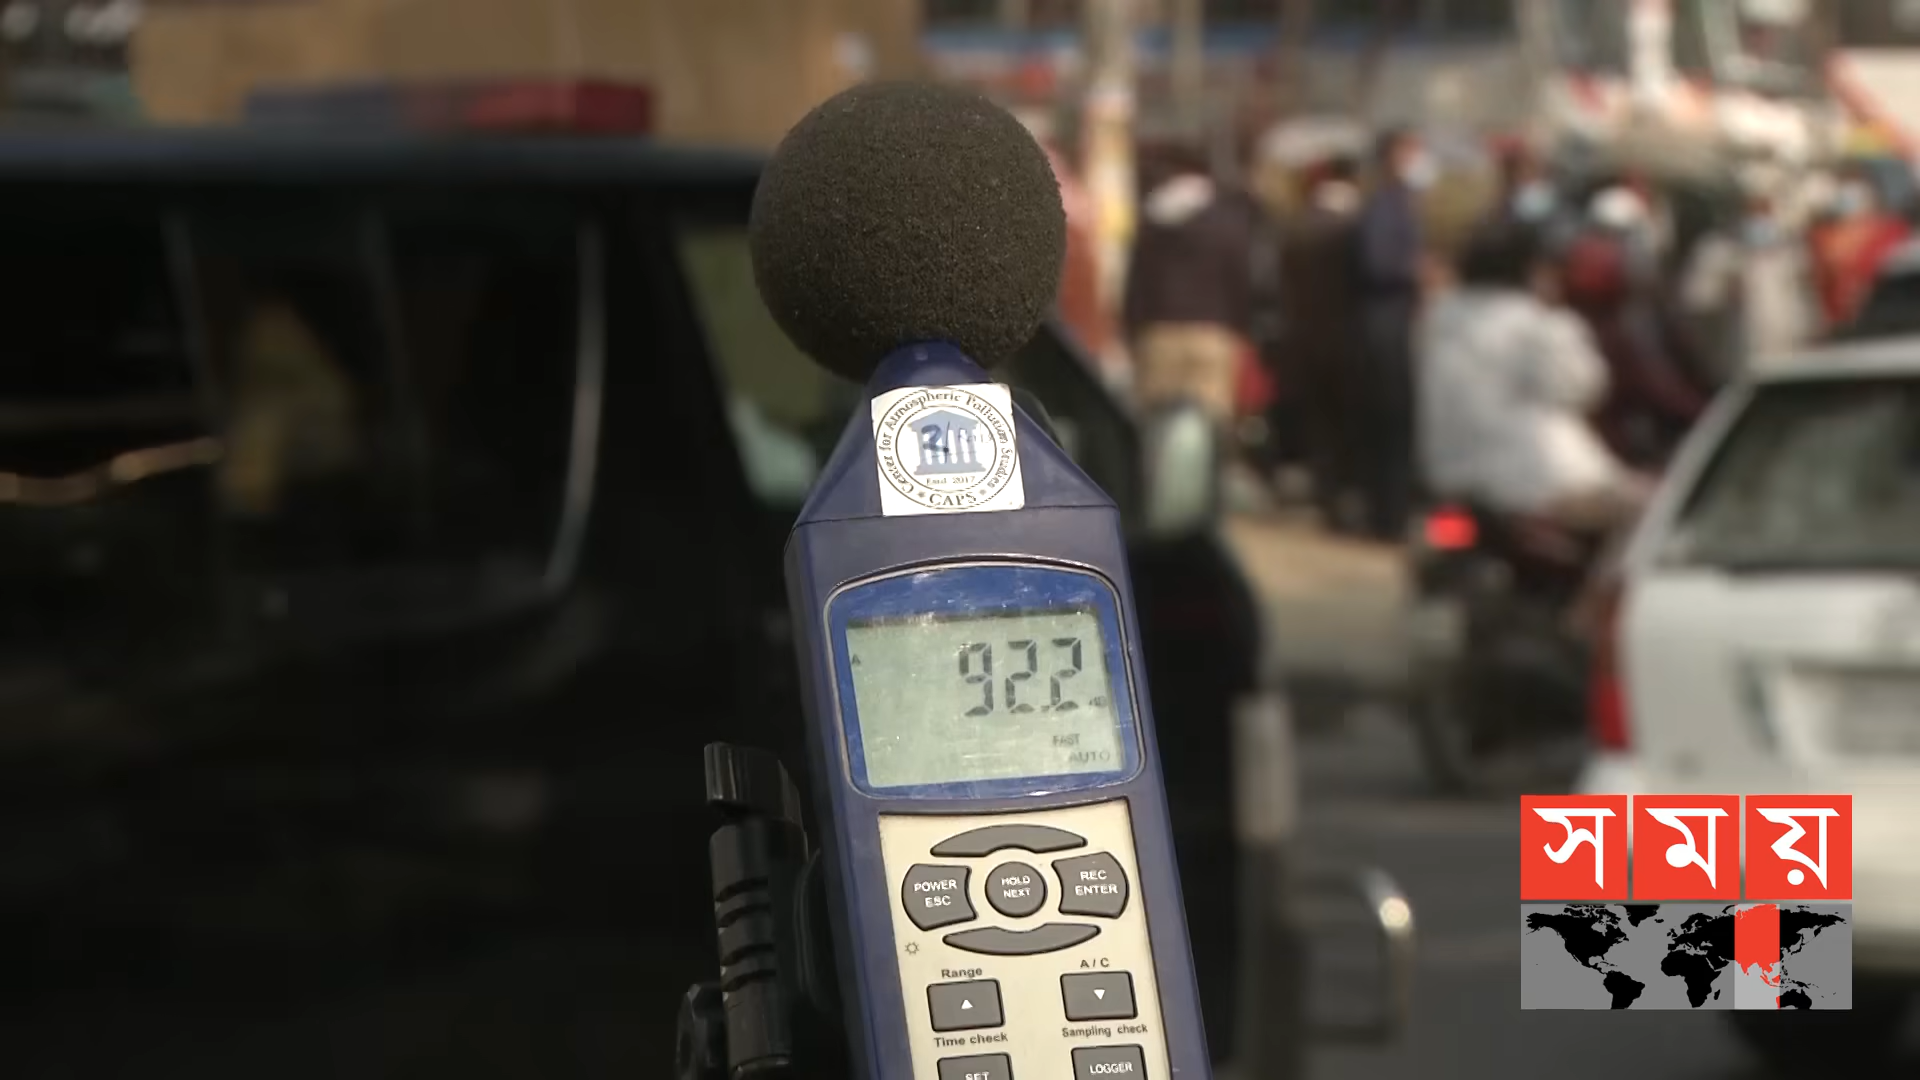 Center for Atmospheric Pollution Studies
Estd 2017
CAPS
A
92.2
dB
FAST
AUTO
POWER
ESC
HOLD
NEXT
REC
ENTER
Range
A / C
Time check
Sampling check
SET
LOGGER
সময়